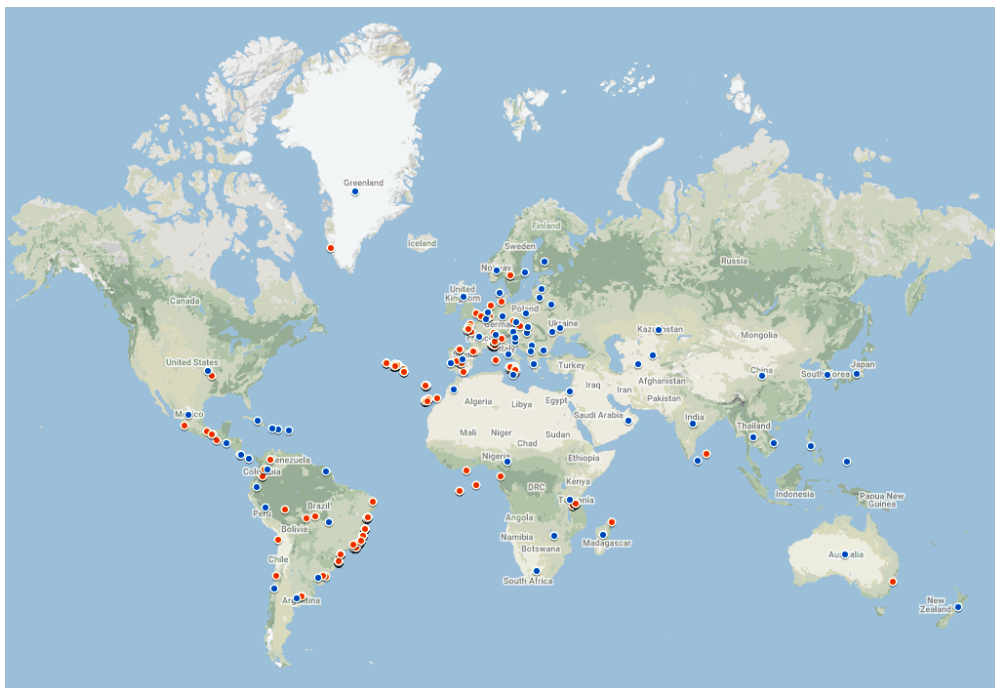 Greenland
Iceland
Finland
Sweden
Norway
Russia
United
Kingdom
Canada
Poland
Germany
Ukraine
Kazakhstan
Mongolia
France
Italy
United States
Turkey
China
South Korea
Japan
Iraq
Iran
Afghanistan
Pakistan
Algeria
Libya
Egypt
Saudi Arabia
Mexico
India
Mali
Niger
Chad
Sudan
Thailand
Nigeria
Ethiopia
Venezuela
Colombia
Kenya
DRC
Indonesia
Papua New
Guinea
Tanzania
Peru
Brazil
Angola
Bolivia
Namibia
Madagascar
Botswana
Chile
Australia
South Africa
Argentina
New
Zealand